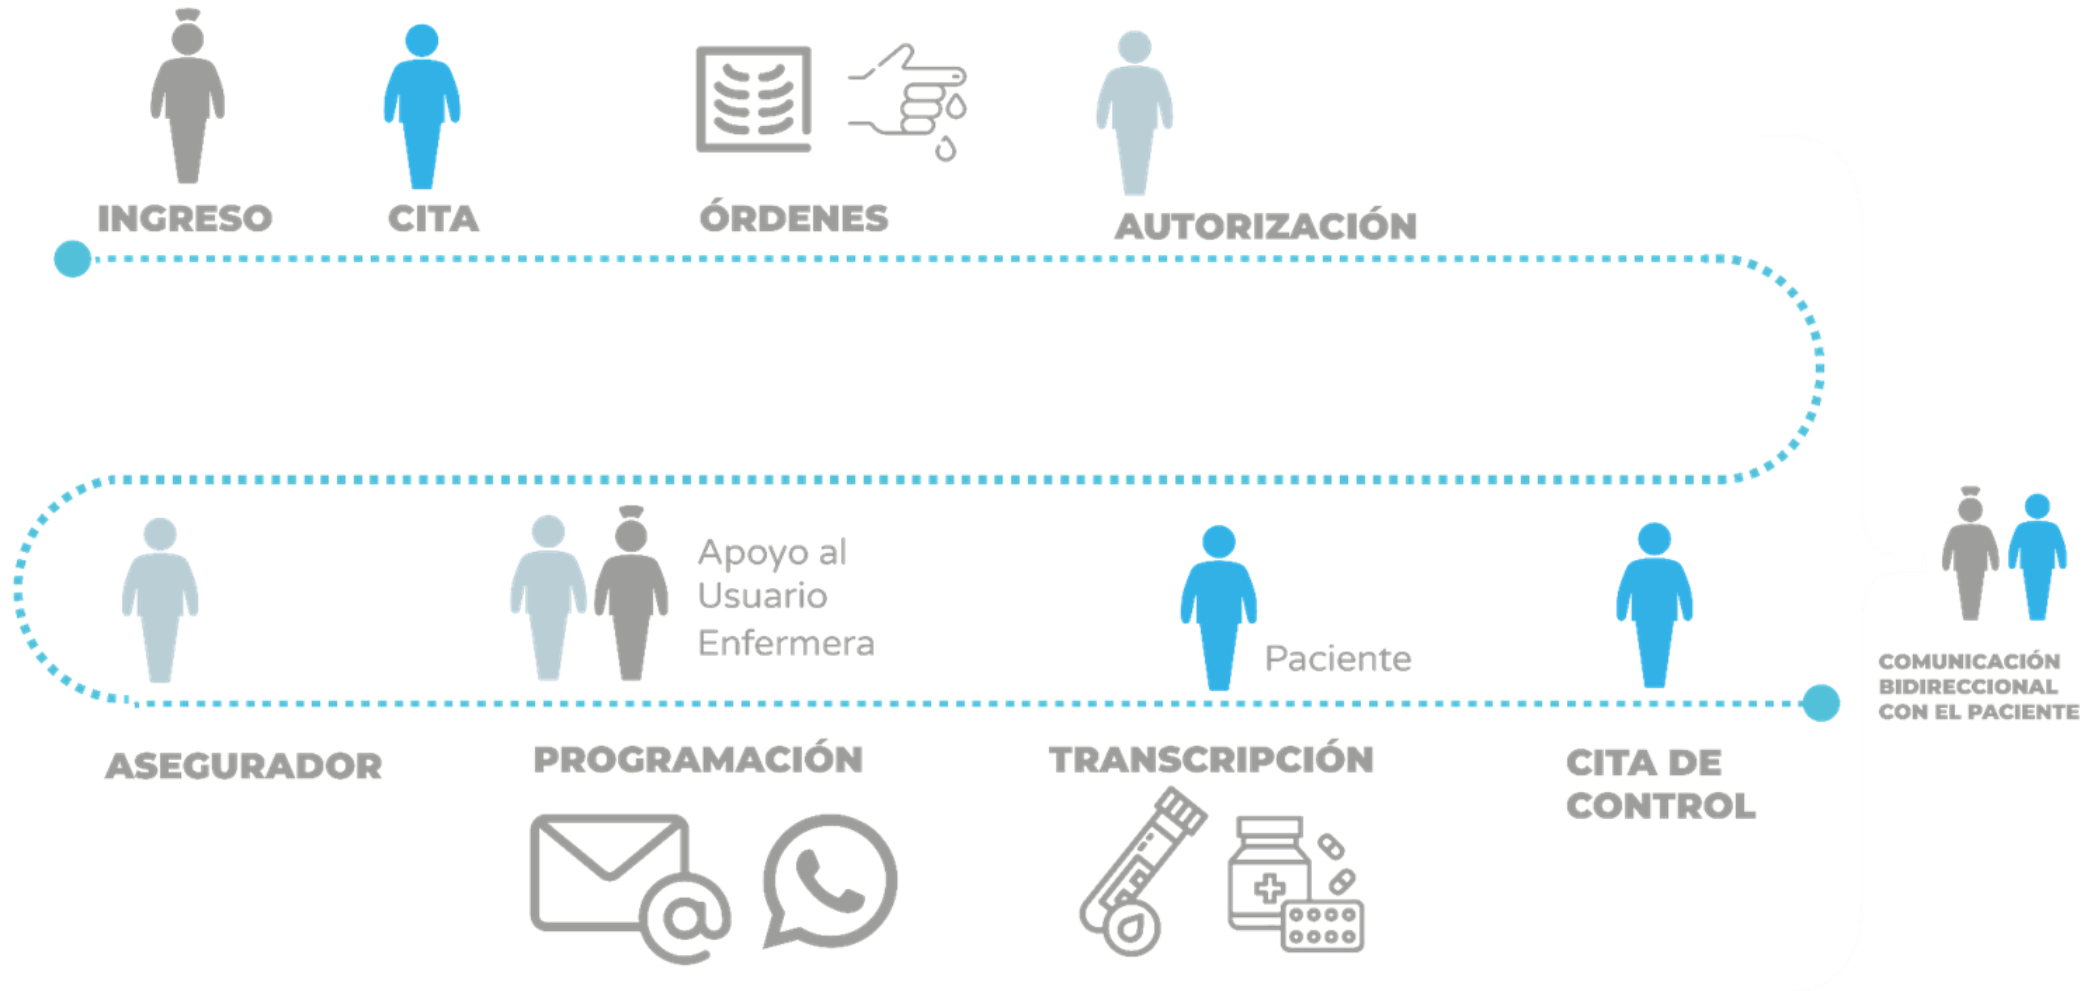 INGRESO
CITA
ÓRDENES
AUTORIZACIÓN
Apoyo al
Usuario
Enfermera
Paciente
COMUNICACIÓN
BIDIRECCIONAL
CON EL PACIENTE
ASEGURADOR
PROGRAMACIÓN
TRANSCRIPCIÓN
CITA DE
CONTROL